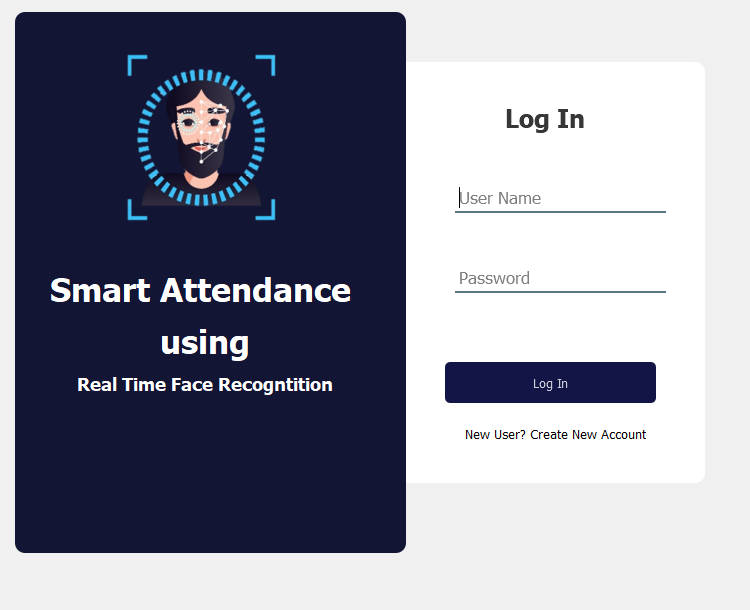 Smart Attendance
using
Real Time Face Recogntition
Log In
User Name
Password
Log In
New User? Create New Account